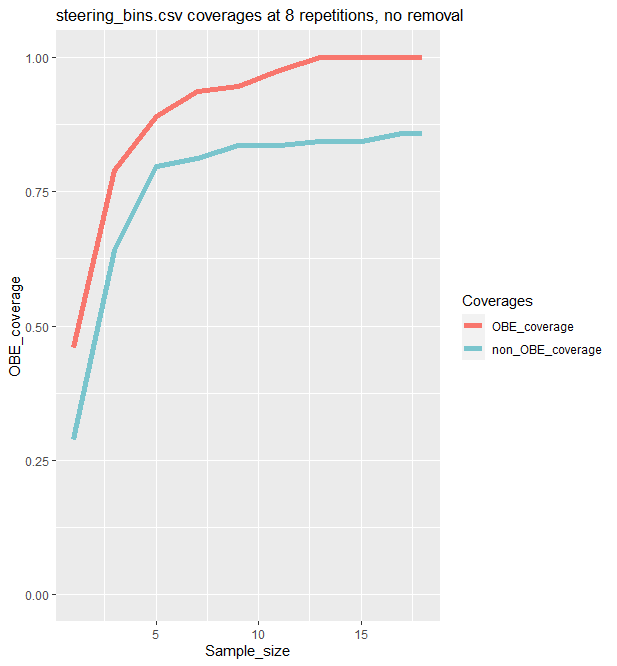 steering_bins.csv coverages at 8 repetitions, no removal
1.00
0.75
0.50
0.25
0.00
OBE_coverage
5
10
15
Sample_size
Coverages
OBE_coverage
non_OBE_coverage